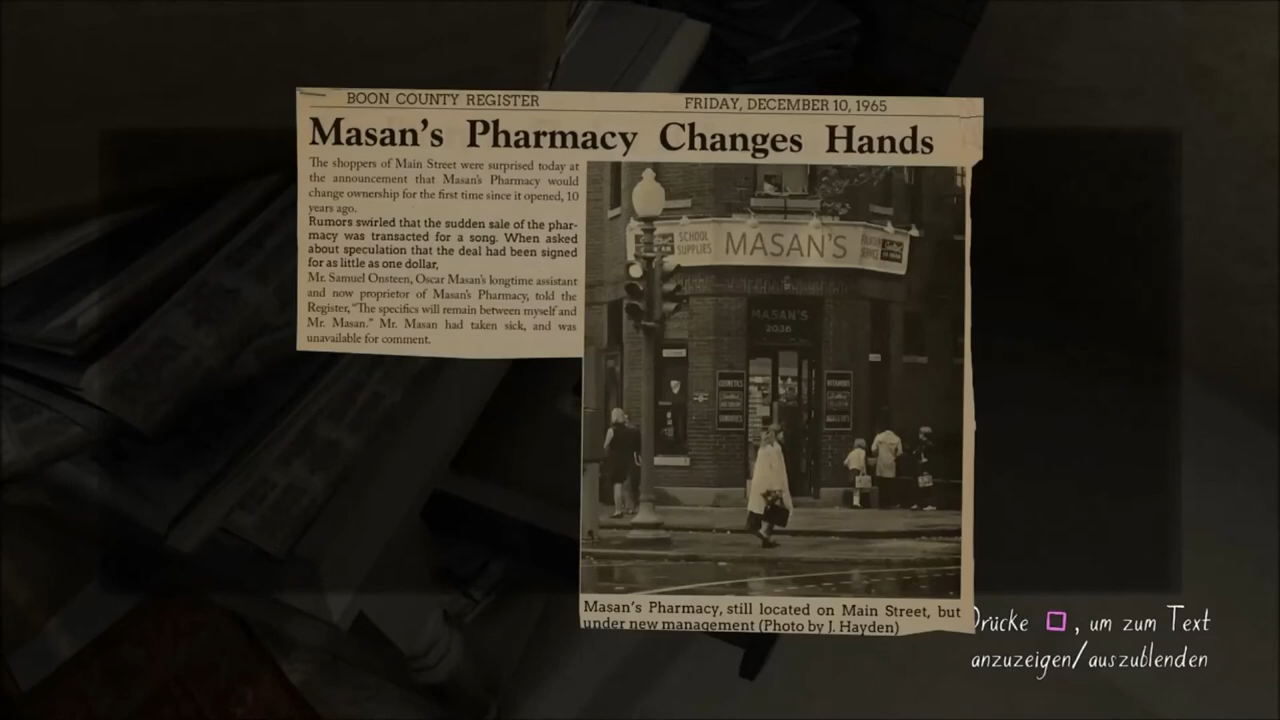 BOON COUNTY REGISTER
FRIDAY, DECEMBER 10, 1965
Masan's Pharmacy Changes Hands
The shoppers of Main Street were surprised today at
the announcement that Masan's Pharmacy would
change ownership for the first time since it opened, 10
years ago.
Rumors swirled that the sudden sale of the phar-
macy was transacted for a song. When asked
about speculation that the deal had been signed
for as little as one dollar,
Mr. Samuel Onsteen, Oscar Masan's longtime assistant
and now proprietor of Masan's Pharmacy, told the
Register, "The specifics will remain between myself and
Mr. Masan." Mr. Masan had taken sick, and was
unavailable for comment.
SCHOOL
SUPPLIES
MASAN'S
MASAN'S
2036
COSMETICS
VITAMINS
Masan's Pharmacy, still located on Main Street, but
under new management (Photo by J. Hayden)
Drücke □, um zum Text
anzuzeigen/auszublenden